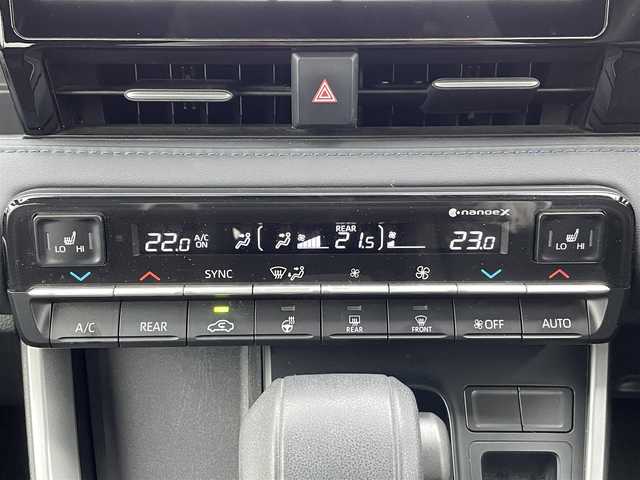 nanoeX
LO HI
22.0 A/C ON
REAR 21.5
23.0
LO HI
SYNC
A/C
REAR
REAR
FRONT
OFF
AUTO